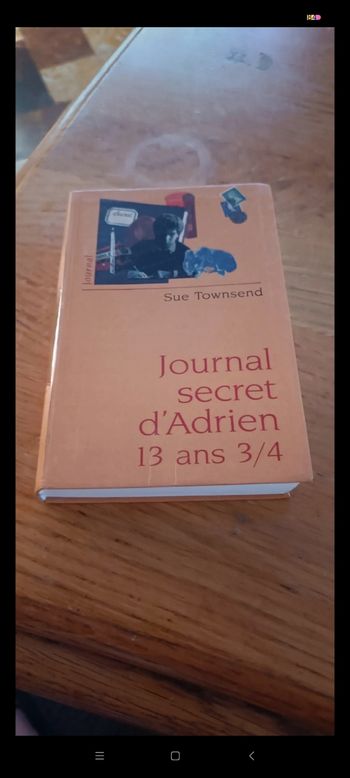 Journal
Sue Townsend
Journal
secret
d'Adrien
13 ans 3/4